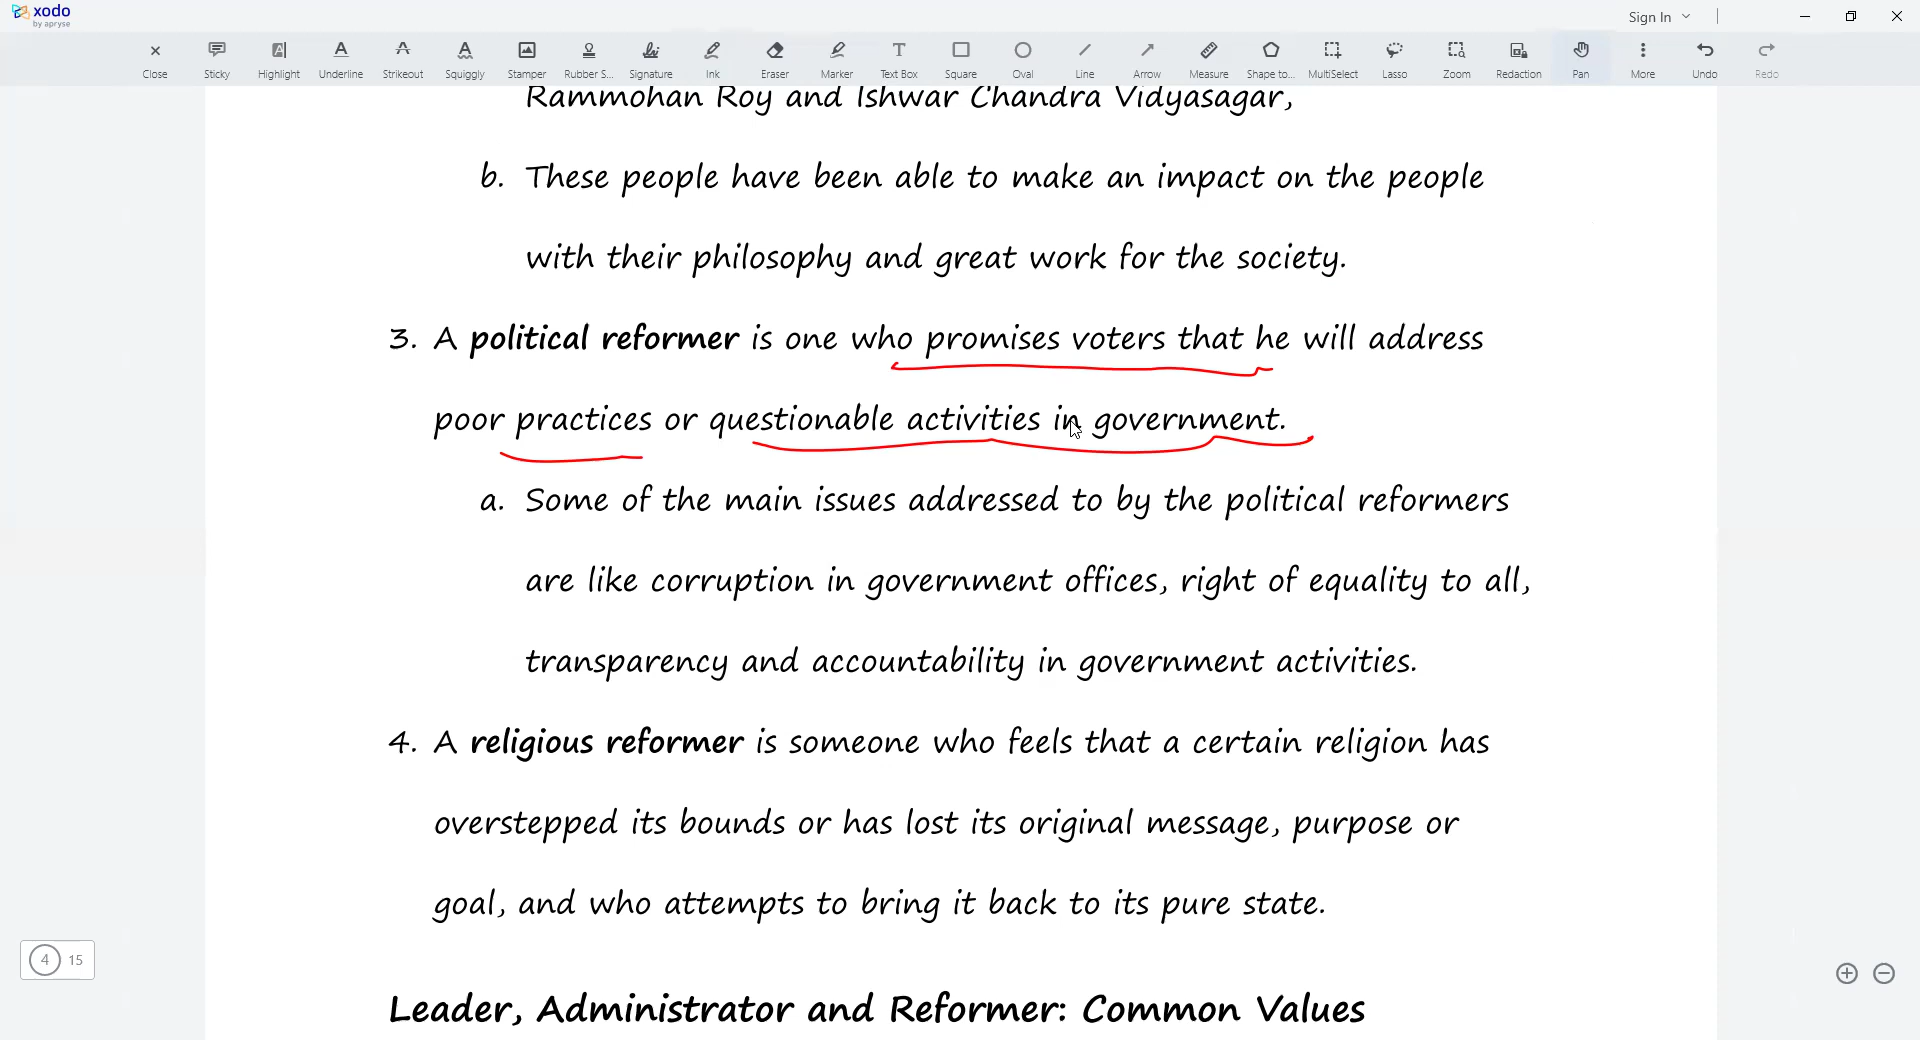 xodo
by apryse
Sign In
Close Sticky Highlight Underline Strikeout Squiggly Stamper Rubber S... Signature Ink Eraser Marker Text Box Square Oval Line Arrow Measure Shape to... MultiSelect Lasso Zoom Redaction Pan More Undo Redo
Rammohan Roy and Ishwar Chandra Vidyasagar,
b. These people have been able to make an impact on the people
with their philosophy and great work for the society.
3. A political reformer is one who promises voters that he will address
poor practices or questionable activities in government.
a. Some of the main issues addressed to by the political reformers
are like corruption in government offices, right of equality to all,
transparency and accountability in government activities.
4. A religious reformer is someone who feels that a certain religion has
overstepped its bounds or has lost its original message, purpose or
goal, and who attempts to bring it back to its pure state.
4 15
Leader, Administrator and Reformer: Common Values